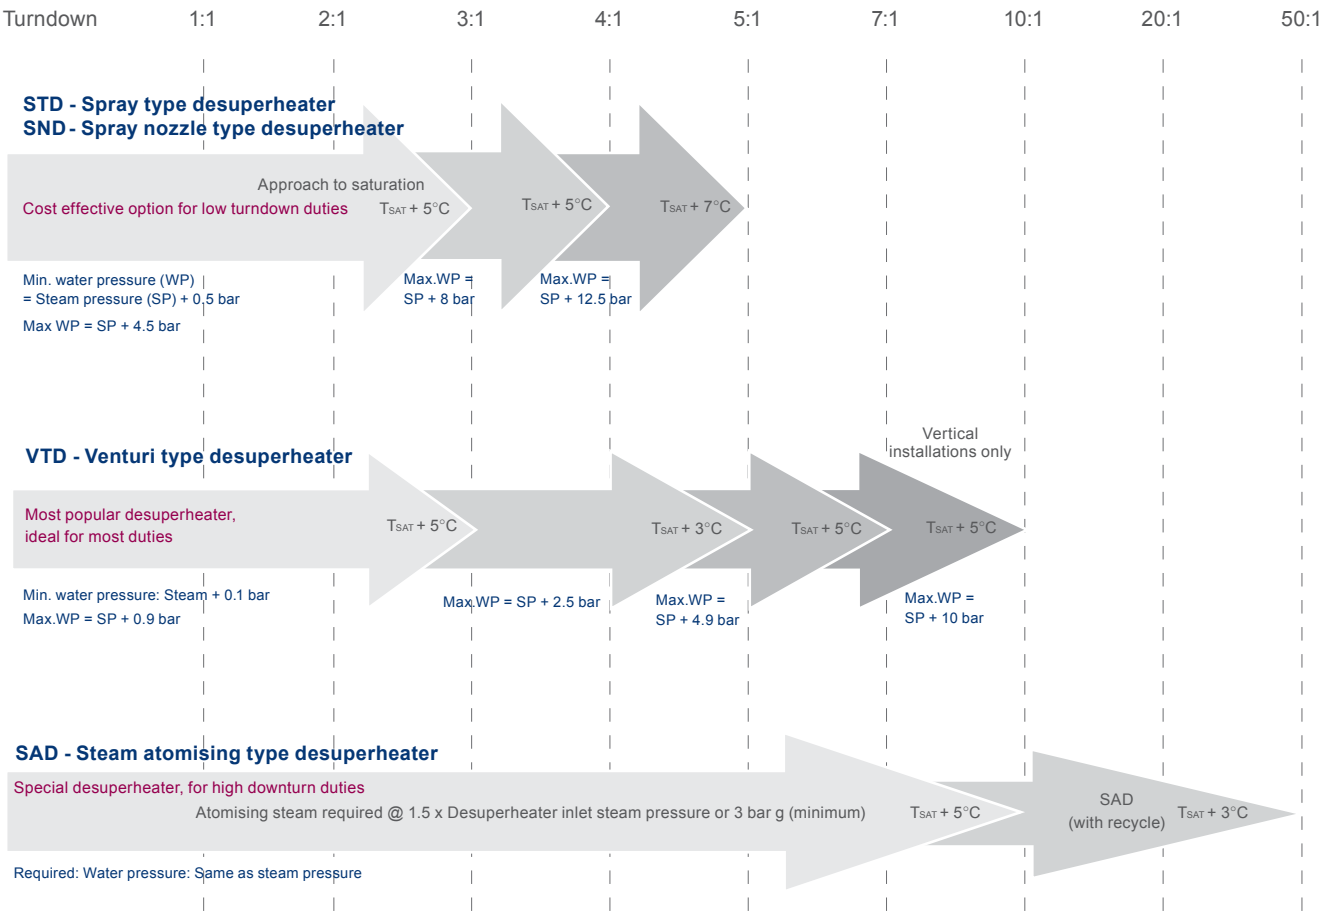 Turndown 1:1 2:1 3:1 4:1 5:1 7:1 10:1 20:1 50:1
STD - Spray type desuperheater
SND - Spray nozzle type desuperheater
Approach to saturation
Cost effective option for low turndown duties
TSAT + 5°C
TSAT + 5°C
TSAT + 7°C
Min. water pressure (WP)
= Steam pressure (SP) + 0.5 bar
Max WP = SP + 4.5 bar
Max.WP =
SP + 8 bar
Max.WP =
SP + 12.5 bar
Vertical
installations only
VTD - Venturi type desuperheater
Most popular desuperheater,
ideal for most duties
TSAT + 5°C
TSAT + 3°C
TSAT + 5°C
TSAT + 5°C
Min. water pressure: Steam + 0.1 bar
Max.WP = SP + 0.9 bar
Max.WP = SP + 2.5 bar
Max.WP =
SP + 4.9 bar
Max.WP =
SP + 10 bar
SAD - Steam atomising type desuperheater
Special desuperheater, for high downturn duties
Atomising steam required @ 1.5 x Desuperheater inlet steam pressure or 3 bar g (minimum)
TSAT + 5°C
SAD
(with recycle)
TSAT + 3°C
Required: Water pressure: Same as steam pressure